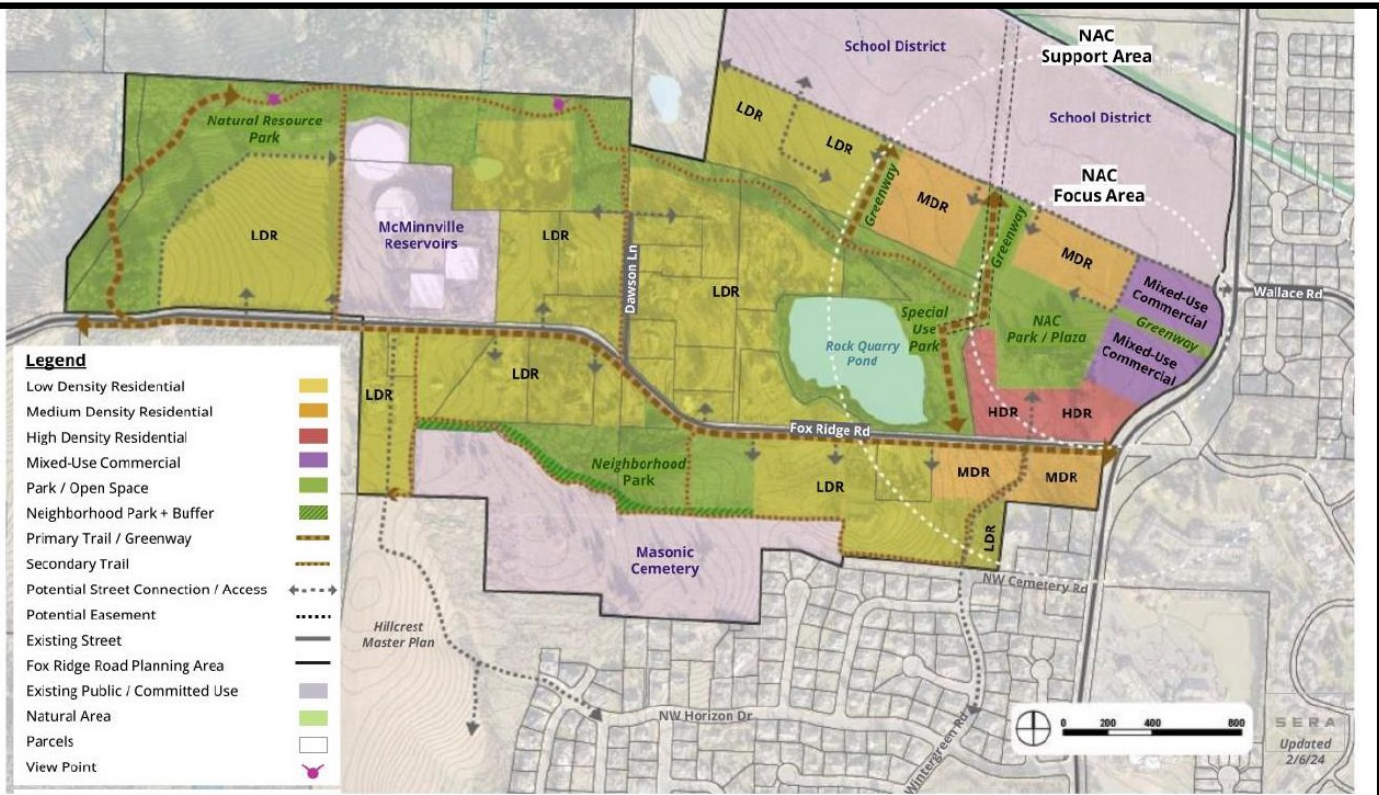 School District
NAC
Support Area
School District
NAC
Focus Area
LDR
LDR
Natural Resource
Park
Greenway
MDR
Greenway
McMinnville
Reservoirs
LDR
LDR
Dawson Ln
LDR
MDR
Mixed-Use
Commercial
Wallace Rd
Greenway
Mixed-Use
Commercial
Special
Use
Park
NAC
Park / Plaza
Rock Quarry
Pond
Legend
Low Density Residential
Medium Density Residential
High Density Residential
Mixed-Use Commercial
Park / Open Space
Neighborhood Park + Buffer
Primary Trail / Greenway
Secondary Trail
Potential Street Connection / Access
Potential Easement
Existing Street
Fox Ridge Road Planning Area
Existing Public / Committed Use
Natural Area
Parcels
View Point
LDR
LDR
HDR
HDR
Fox Ridge Rd
Neighborhood
Park
LDR
MDR
MDR
LDR
Masonic
Cemetery
NW Cemetery Rd
Hillcrest
Master Plan
NW Horizon Dr
Wintergreen Rd
0 200 400 800
SERA
Updated
2/6/24